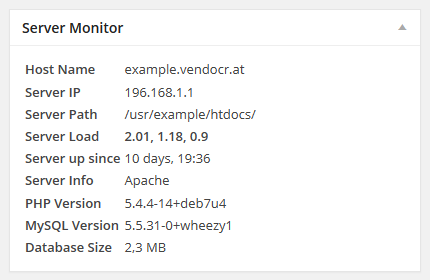 Server Monitor
Host Name example.vendocr.at
Server IP 196.168.1.1
Server Path /usr/example/htdocs/
Server Load 2.01, 1.18, 0.9
Server up since 10 days, 19:36
Server Info Apache
PHP Version 5.4.4-14+deb7u4
MySQL Version 5.5.31-0+wheezy1
Database Size 2,3 MB